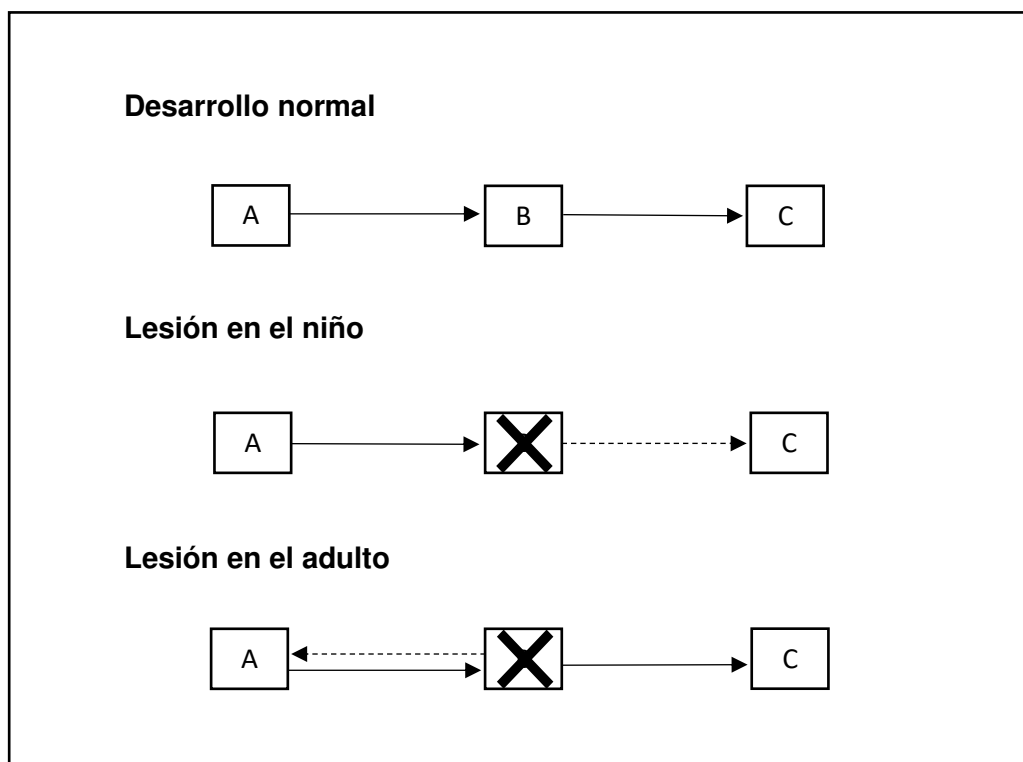 Desarrollo normal
A B C
Lesión en el niño
A C
Lesión en el adulto
A C